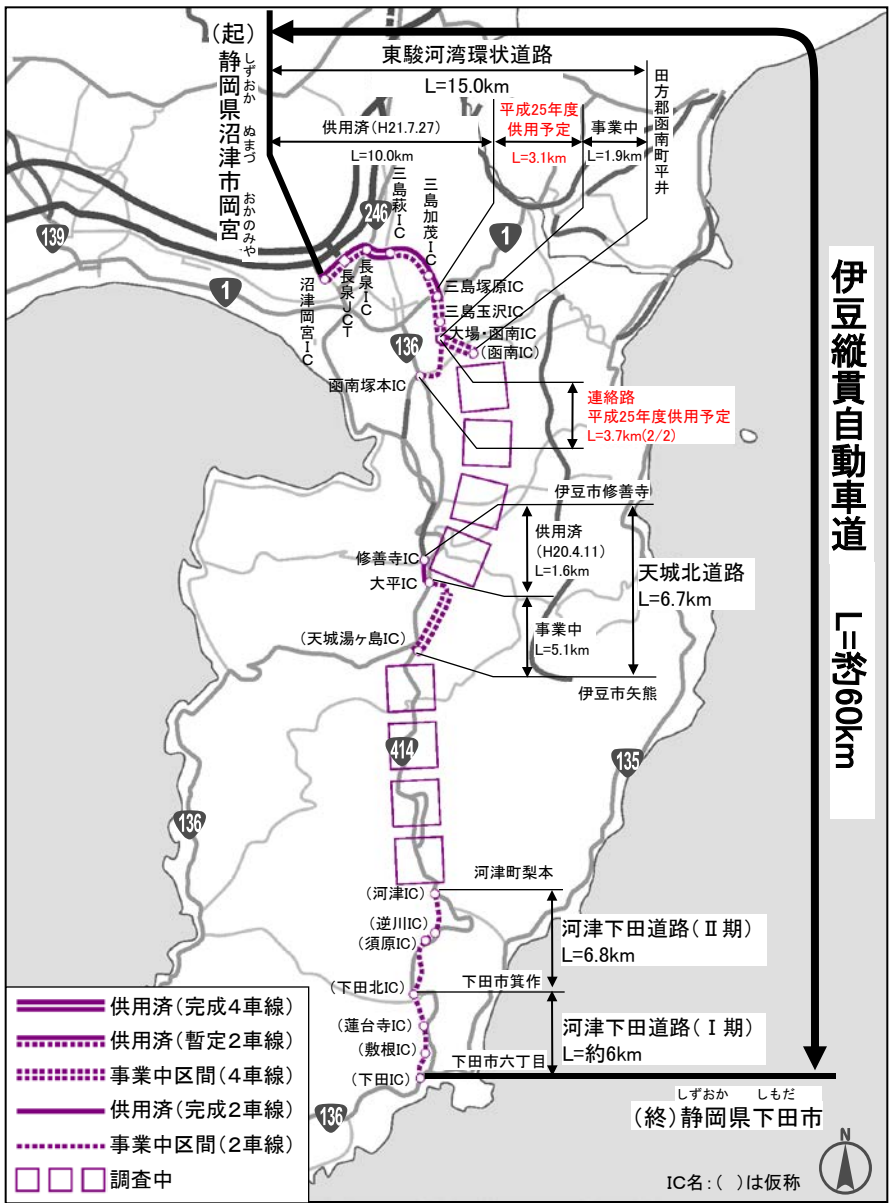 (起)
静岡県沼津市岡宮
しずおか
ぬまづ
おかのみや
東駿河湾環状道路
L=15.0km
供用済(H21.7.27)
L=10.0km
平成25年度
供用予定
L=3.1km
事業中
L=1.9km
田方郡函南町平井
139
1
246
1
136
三島萩IC
三島加茂IC
長泉IC
長泉JCT
沼津岡宮IC
三島塚原IC
三島玉沢IC
大場・函南IC
(函南IC)
函南塚本IC
連絡路
平成25年度供用予定
L=3.7km(2/2)
伊豆縦貫自動車道 L=約60km
伊豆市修善寺
供用済
(H20.4.11)
L=1.6km
修善寺IC
大平IC
天城北道路
L=6.7km
事業中
L=5.1km
(天城湯ヶ島IC)
伊豆市矢熊
414
135
136
河津町梨本
(河津IC)
(逆川IC)
(須原IC)
河津下田道路(Ⅱ期)
L=6.8km
下田市箕作
(下田北IC)
(蓮台寺IC)
(敷根IC)
河津下田道路(Ⅰ期)
L=約6km
下田市六丁目
(下田IC)
136
しずおか しもだ
(終)静岡県下田市
供用済(完成4車線)
供用済(暫定2車線)
事業中区間(4車線)
供用済(完成2車線)
事業中区間(2車線)
調査中
N
IC名:( )は仮称